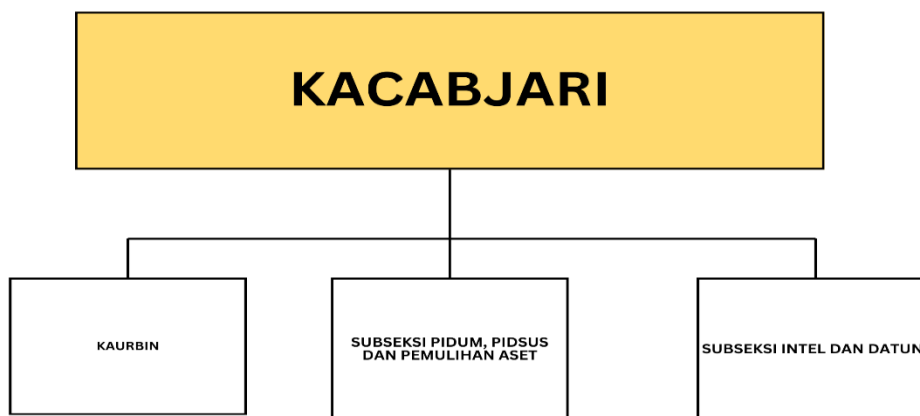 KACABJARI
KAURBIN
SUBSEKSI PIDUM, PIDSUS
DAN PEMULIHAN ASET
SUBSEKSI INTEL DAN DATUN